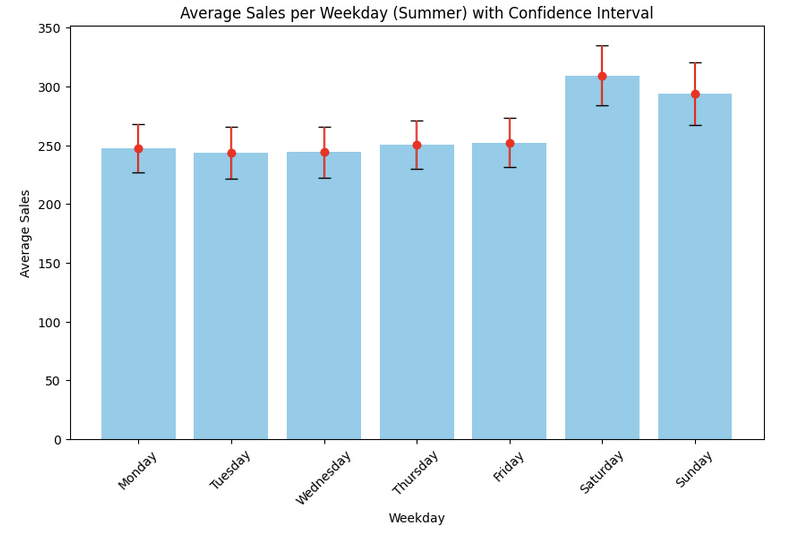 Average Sales per Weekday (Summer) with Confidence Interval
350
300
250
200
150
100
50
0
Average Sales
Monday
Tuesday
Wednesday
Thursday
Friday
Saturday
Sunday
Weekday